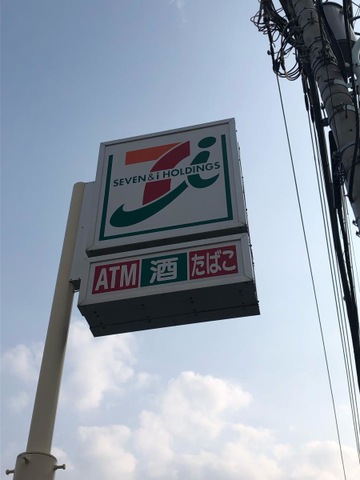 7i
SEVEN & i HOLDINGS
ATM 酒 たばこ